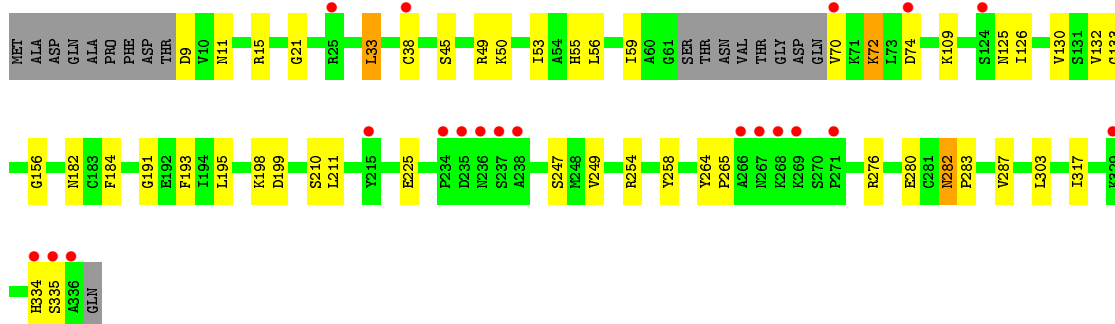 MET ALA ASP GLN ALA PRO PHE ASP THR D9 V10 N11 R15 G21 R25 L33 C38 S45 R49 K50 I53 A54 H55 L56 I59 A60 G61 SER THR ASN VAL THR GLY ASP GLN V70 K71 K72 L73 D74 K109 S124 N125 I126 V130 S131 V132 G133
G156 N182 C183 F184 G191 E192 F193 I194 L195 K198 D199 S210 L211 Y215 E225 P234 D235 N236 S237 A238 S247 M248 V249 R254 Y258 Y264 P265 A266 N267 K268 K269 S270 P271 R276 E280 C281 N282 P283 V287 L303 I317
H334 S335 A336 GLN